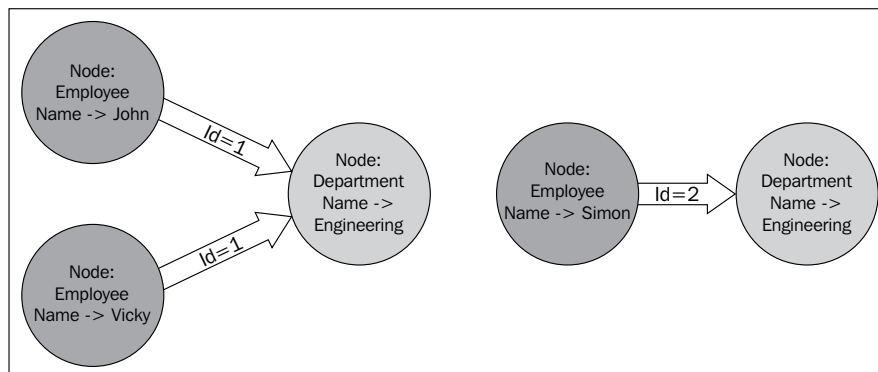 Node:
Employee
Name -> John
Id=1
Node:
Department
Name ->
Engineering
Id=1
Node:
Employee
Name -> Vicky
Node:
Employee
Name -> Simon
Id=2
Node:
Department
Name ->
Engineering